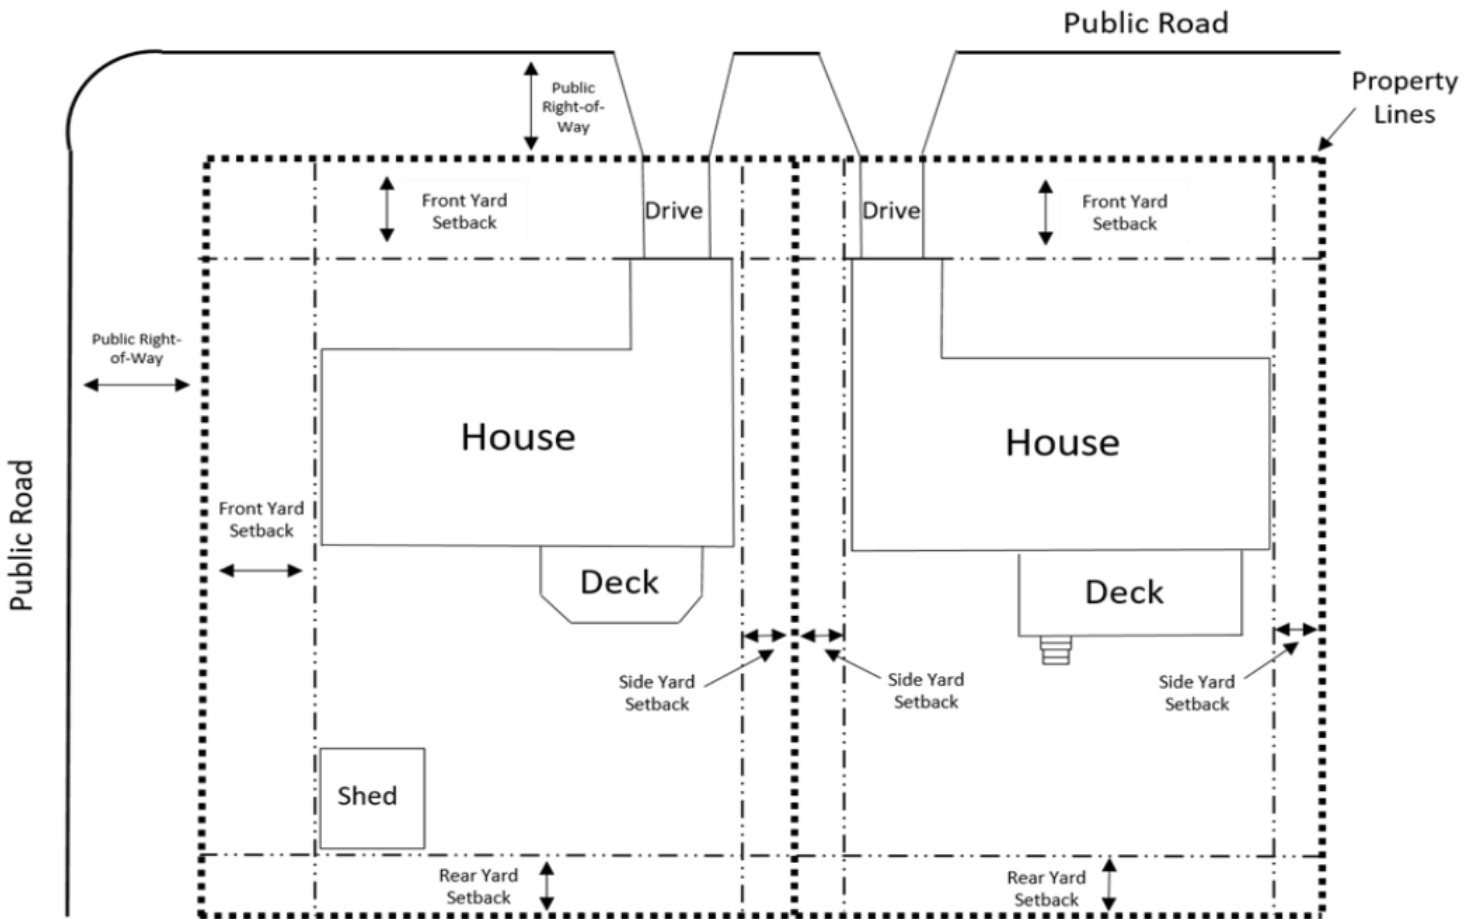 Public Road
Property
Lines
Public
Right-of-
Way
Front Yard
Setback
Drive
Drive
Front Yard
Setback
Public Right-
of-Way
House
House
Public Road
Front Yard
Setback
Deck
Deck
Side Yard
Setback
Side Yard
Setback
Side Yard
Setback
Shed
Rear Yard
Setback
Rear Yard
Setback